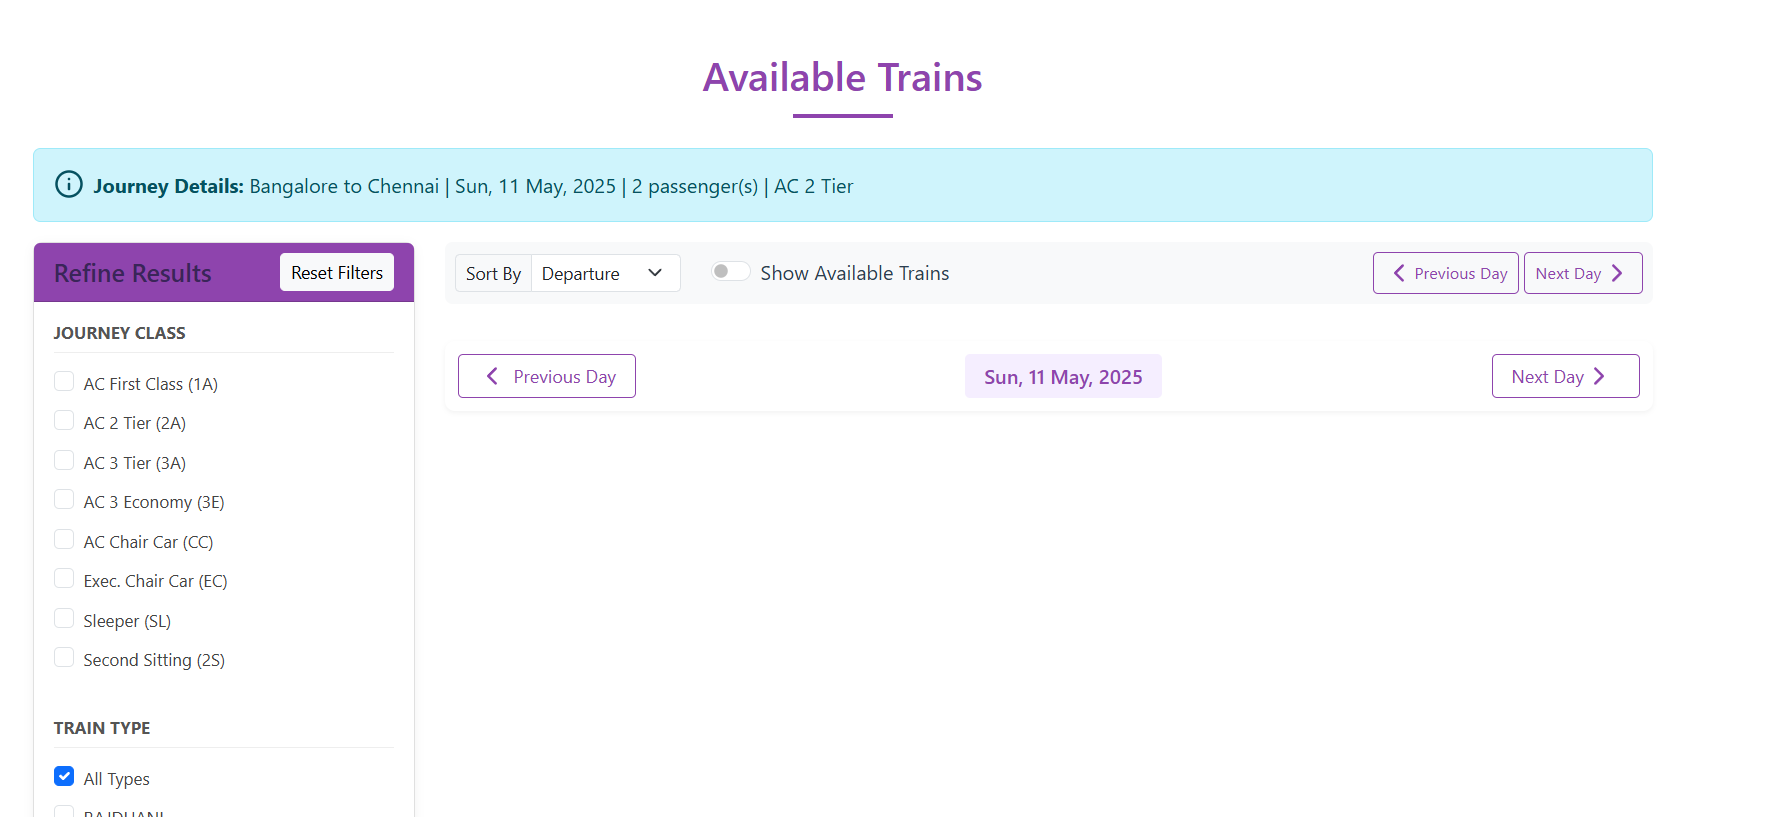 Available Trains
Journey Details: Bangalore to Chennai | Sun, 11 May, 2025 | 2 passenger(s) | AC 2 Tier
Refine Results
Reset Filters
JOURNEY CLASS
AC First Class (1A)
AC 2 Tier (2A)
AC 3 Tier (3A)
AC 3 Economy (3E)
AC Chair Car (CC)
Exec. Chair Car (EC)
Sleeper (SL)
Second Sitting (2S)
TRAIN TYPE
All Types
RAJDHANI
Sort By
Departure
Show Available Trains
Previous Day
Next Day
Previous Day
Sun, 11 May, 2025
Next Day